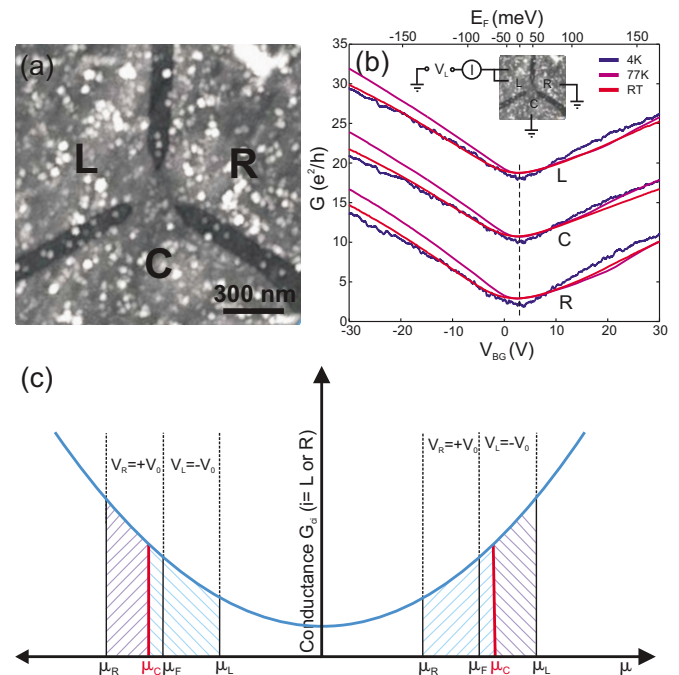 (a)
L
R
C
300 nm
E_F (meV)
-150 -100 -50 0 50 100 150
(b)
35
30
25
20
15
10
5
0
G (e²/h)
V_L
I
L
R
C
4K
77K
RT
L
C
R
-30 -20 -10 0 10 20 30
V_BG (V)
(c)
Conductance G_ci (i= L or R)
V_R=+V_0 V_L=-V_0
V_R=+V_0 V_L=-V_0
μ_R μ_C μ_F μ_L μ_R μ_F μ_C μ_L μ